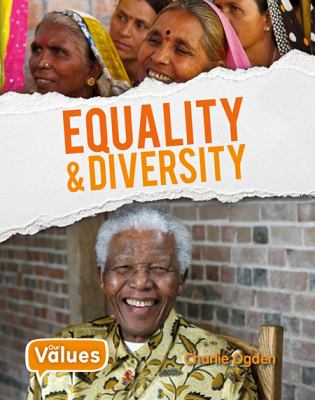 EQUALITY
& DIVERSITY
Charlie Ogden
Our
Values